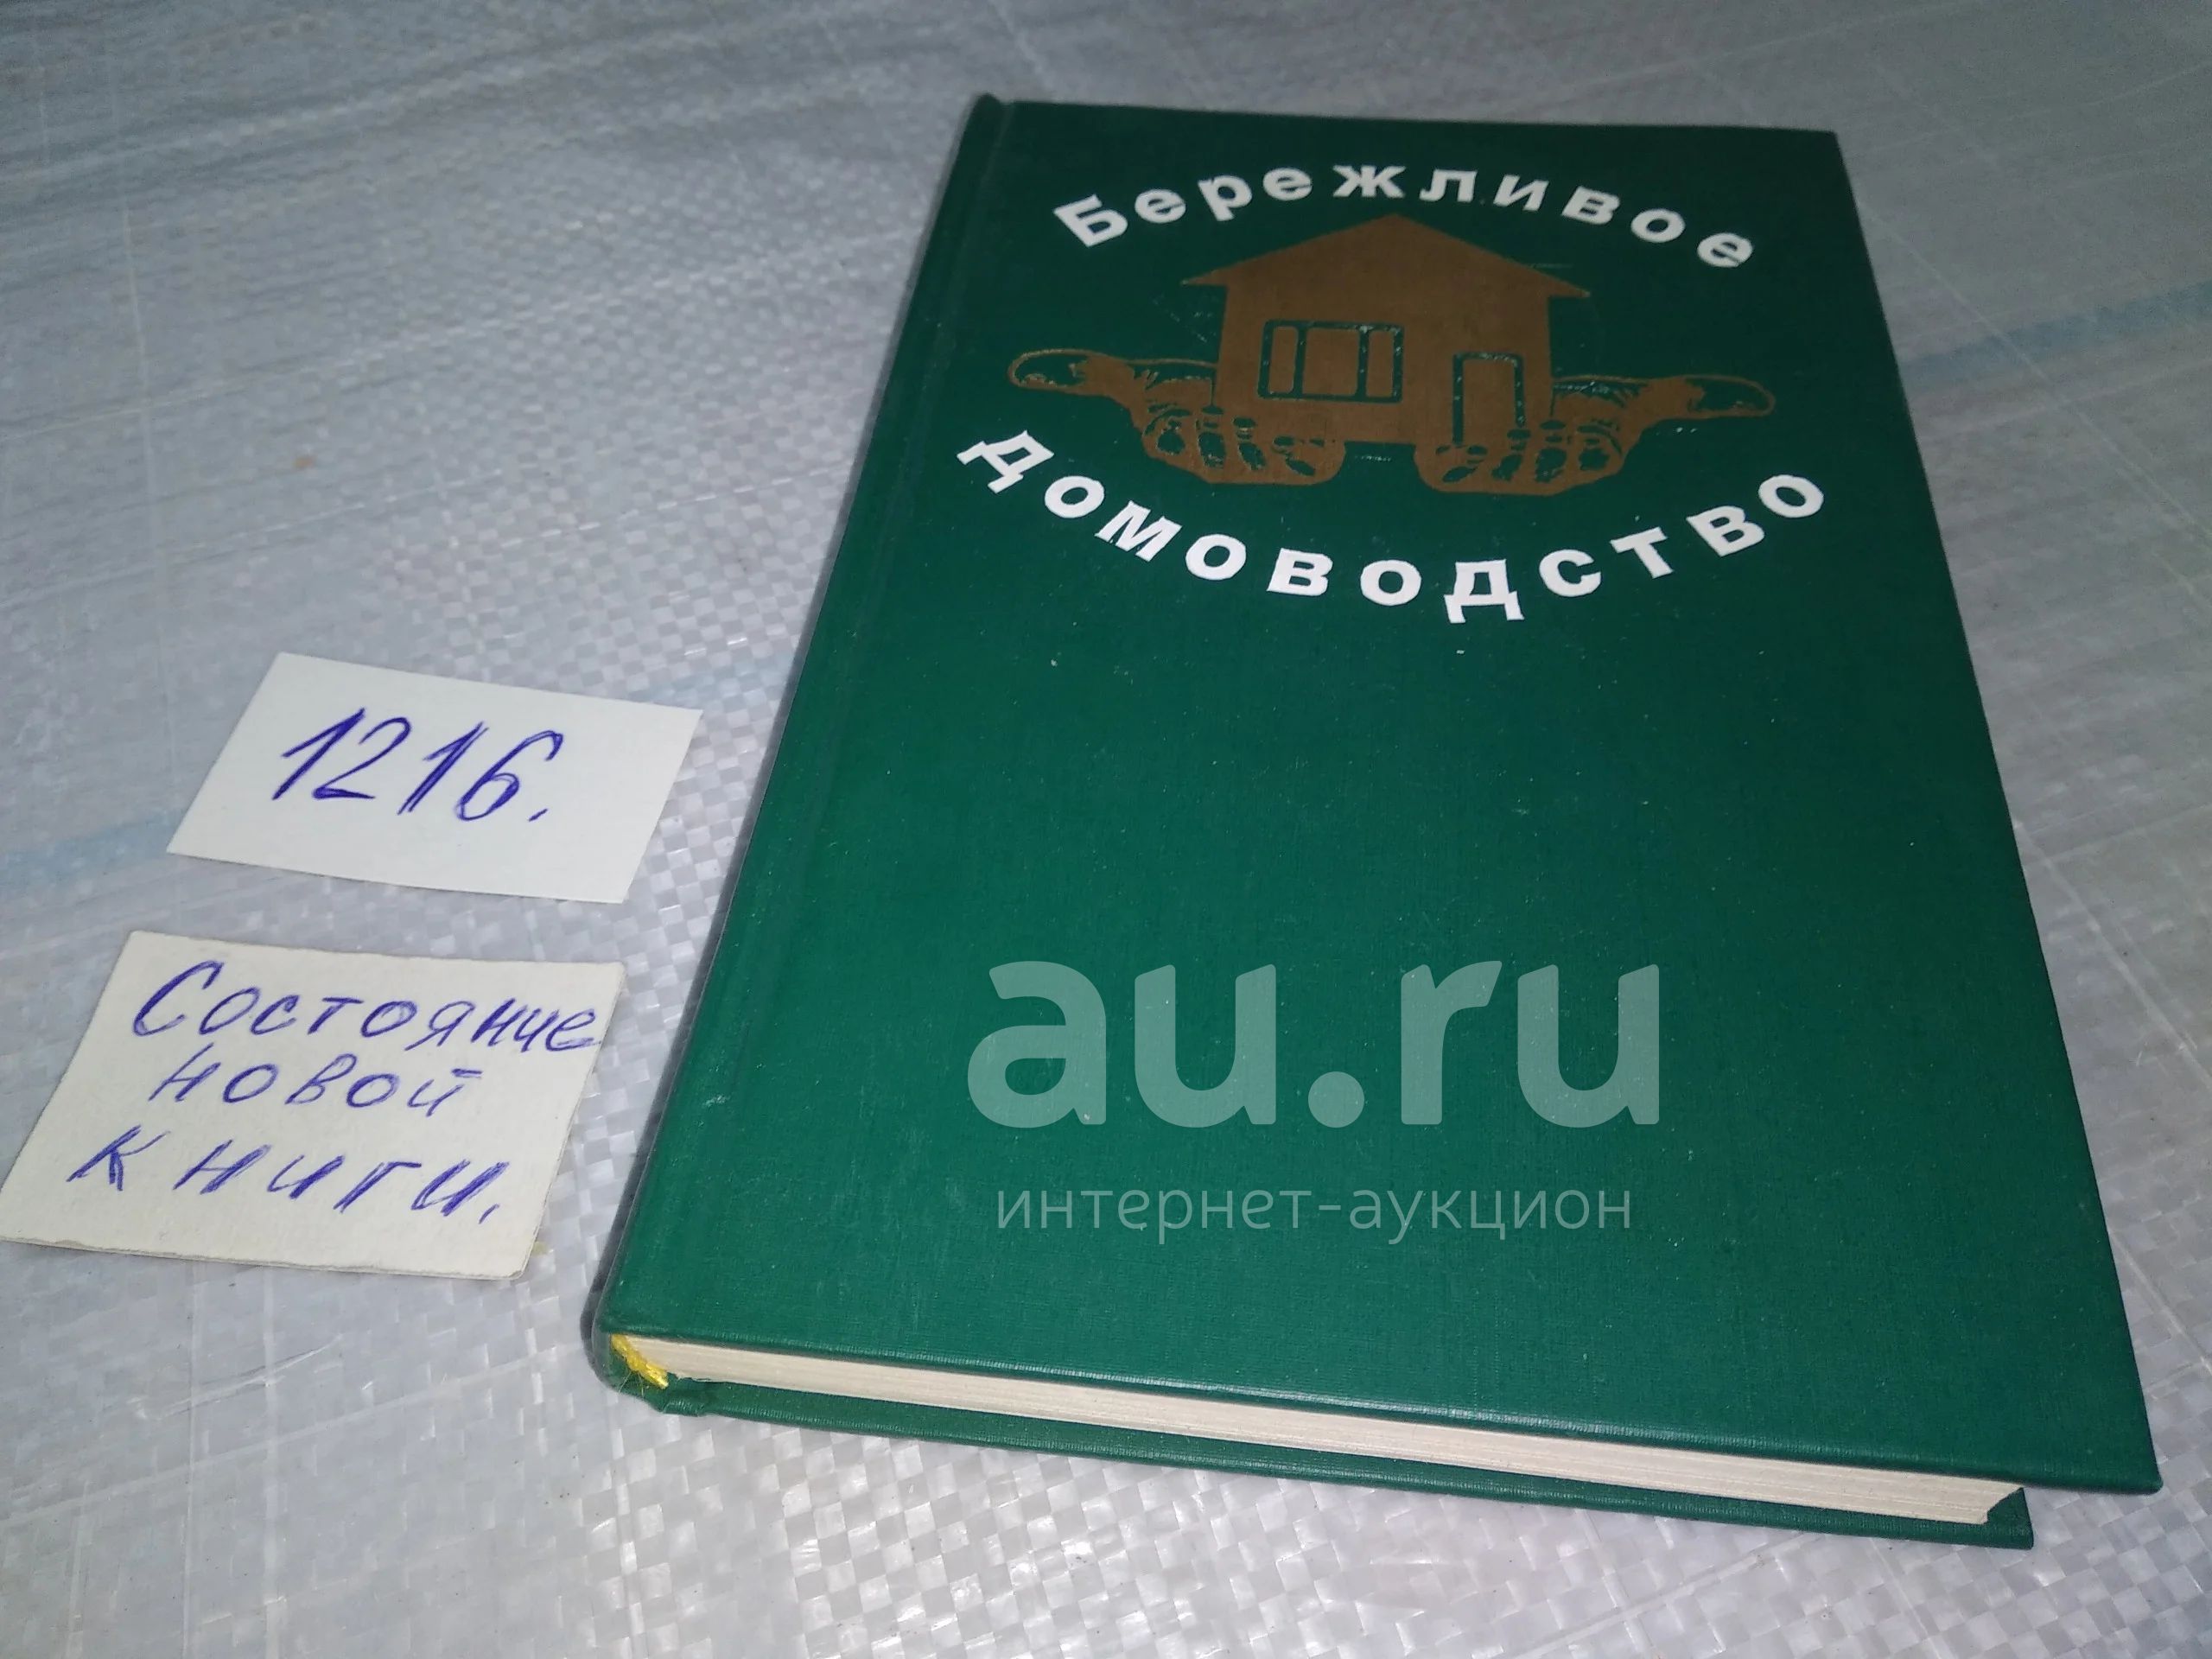 Бережливое
домоводство
1216.
Состояние
новой
книги.
au.ru
интернет-аукцион